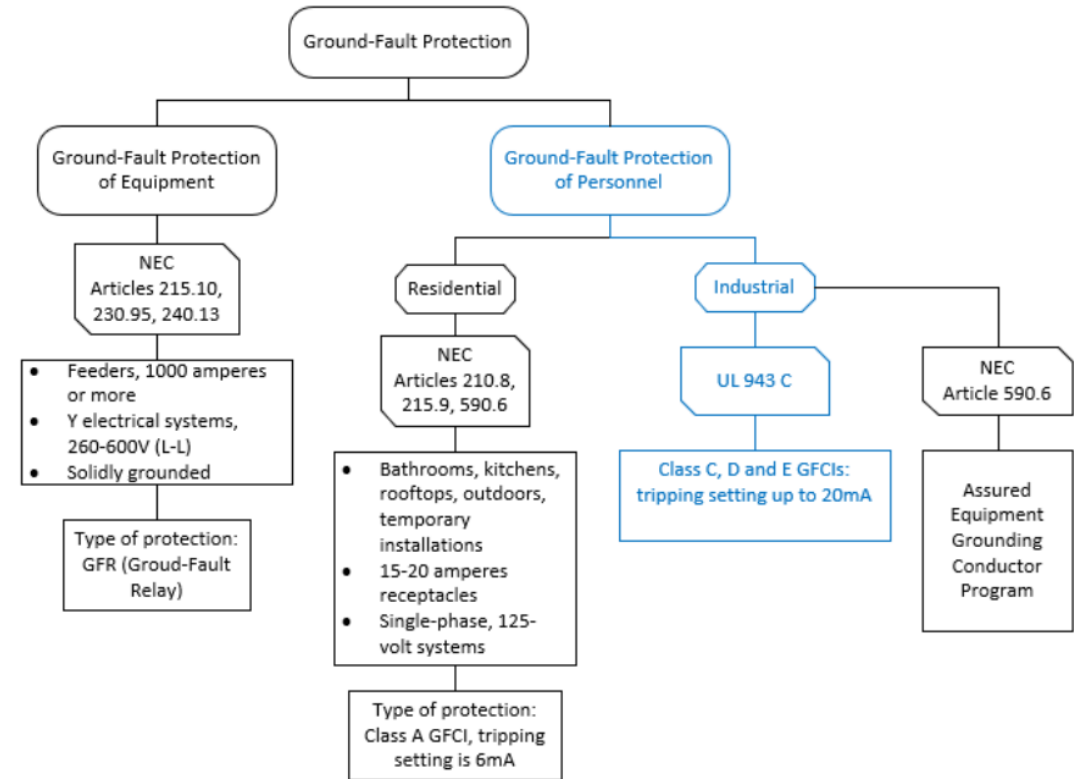 Ground-Fault Protection
Ground-Fault Protection
of Equipment
Ground-Fault Protection
of Personnel
NEC
Articles 215.10,
230.95, 240.13
Residential
Industrial
• Feeders, 1000 amperes
or more
• Y electrical systems,
260-600V (L-L)
• Solidly grounded
NEC
Articles 210.8,
215.9, 590.6
UL 943 C
NEC
Article 590.6
Type of protection:
GFR (Groud-Fault
Relay)
• Bathrooms, kitchens,
rooftops, outdoors,
temporary
installations
• 15-20 amperes
receptacles
• Single-phase, 125-
volt systems
Class C, D and E GFCIs:
tripping setting up to 20mA
Assured
Equipment
Grounding
Conductor
Program
Type of protection:
Class A GFCI, tripping
setting is 6mA